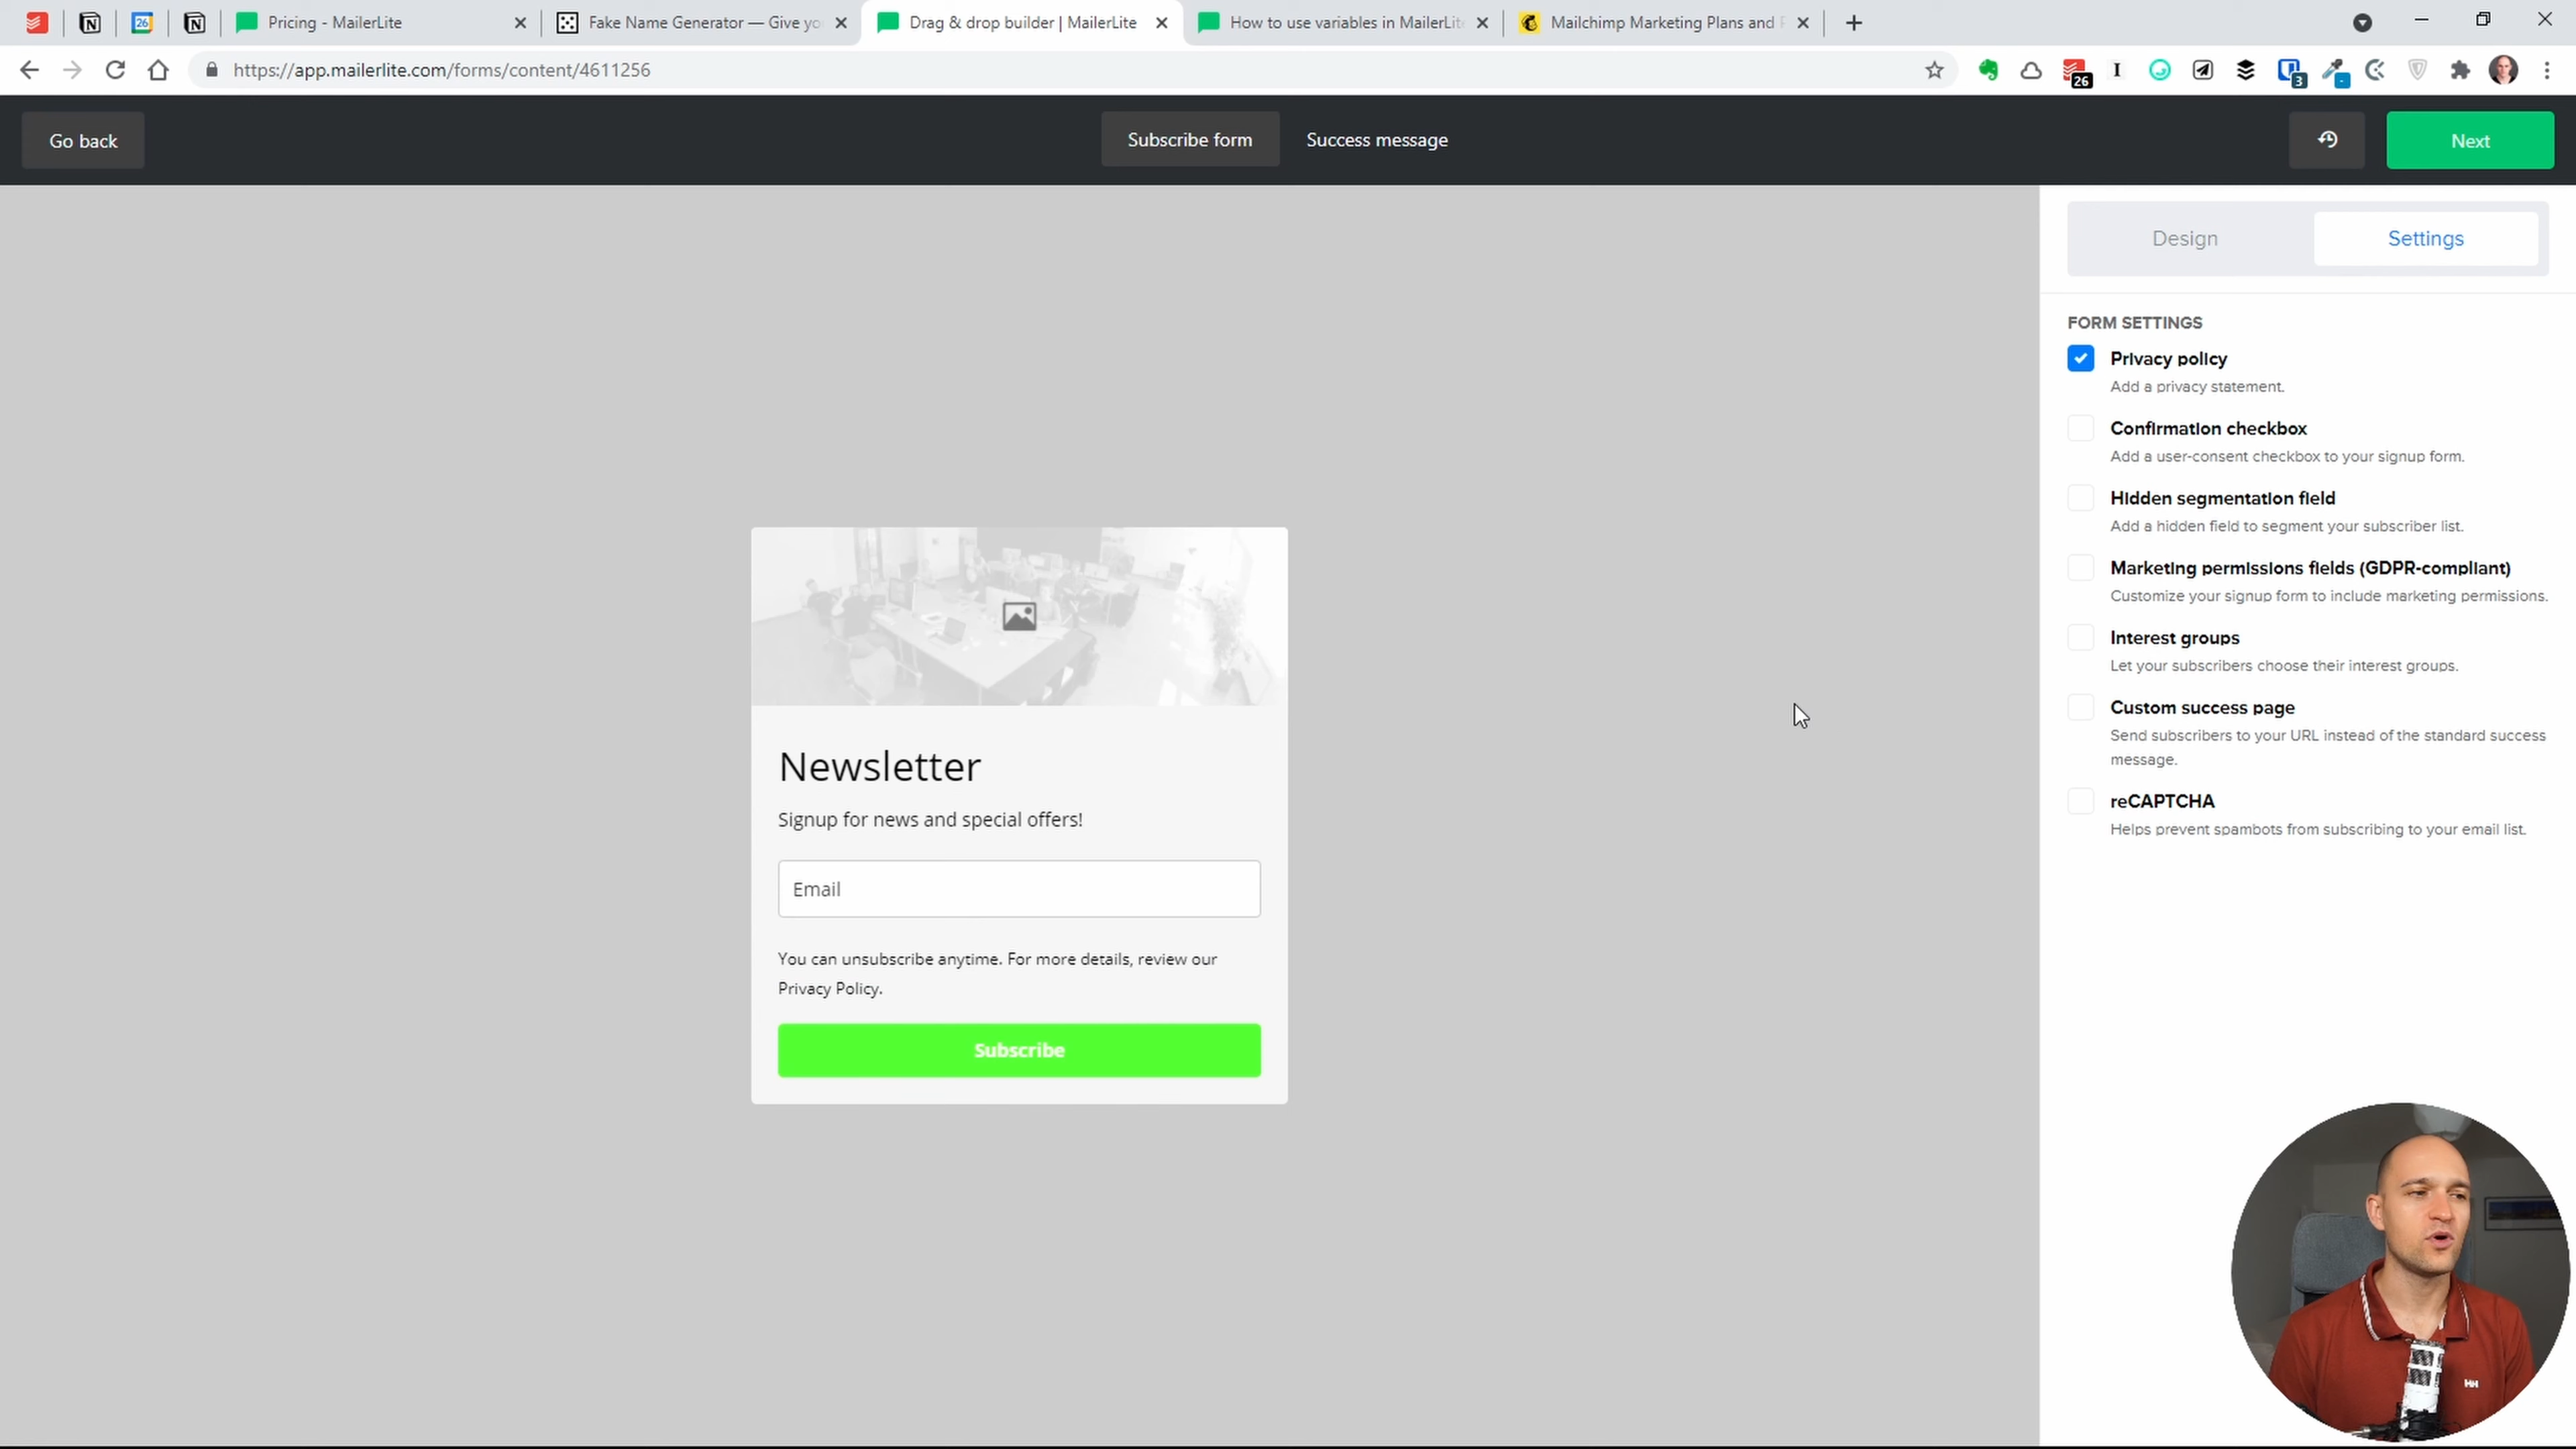 26
Pricing - MailerLite
Fake Name Generator — Give yo
Drag & drop builder | MailerLite
How to use variables in MailerLit
Mailchimp Marketing Plans and P
https://app.mailerlite.com/forms/content/4611256
26
3
Go back
Subscribe form
Success message
Next
Design
Settings
FORM SETTINGS
Privacy policy
Add a privacy statement.
Confirmation checkbox
Add a user-consent checkbox to your signup form.
Hidden segmentation field
Add a hidden field to segment your subscriber list.
Marketing permissions fields (GDPR-compliant)
Customize your signup form to include marketing permissions.
Interest groups
Let your subscribers choose their interest groups.
Custom success page
Send subscribers to your URL instead of the standard success
message.
reCAPTCHA
Helps prevent spambots from subscribing to your email list.
Newsletter
Signup for news and special offers!
Email
You can unsubscribe anytime. For more details, review our
Privacy Policy.
Subscribe
HH